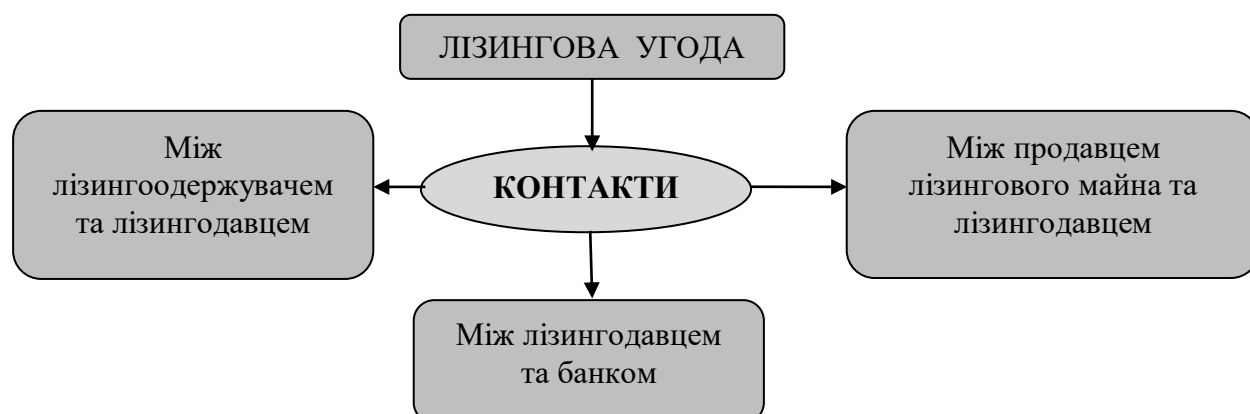 ЛІЗИНГОВА УГОДА
Між
лізингоодержувачем
та лізингодавцем
КОНТАКТИ
Між продавцем
лізингового майна та
лізингодавцем
Між лізингодавцем
та банком